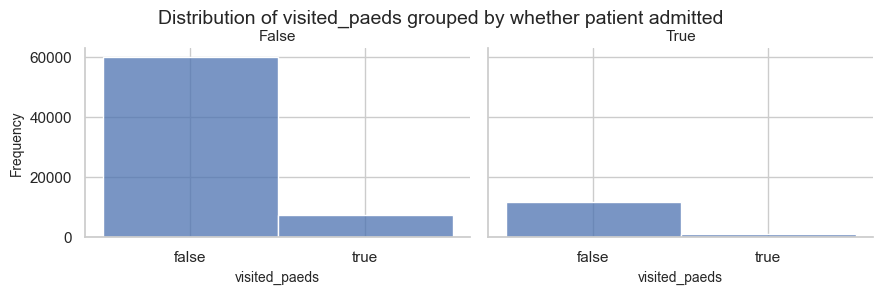 Distribution of visited_paeds grouped by whether patient admitted
False
True
Frequency
60000
40000
20000
0
false
true
false
true
visited_paeds
visited_paeds